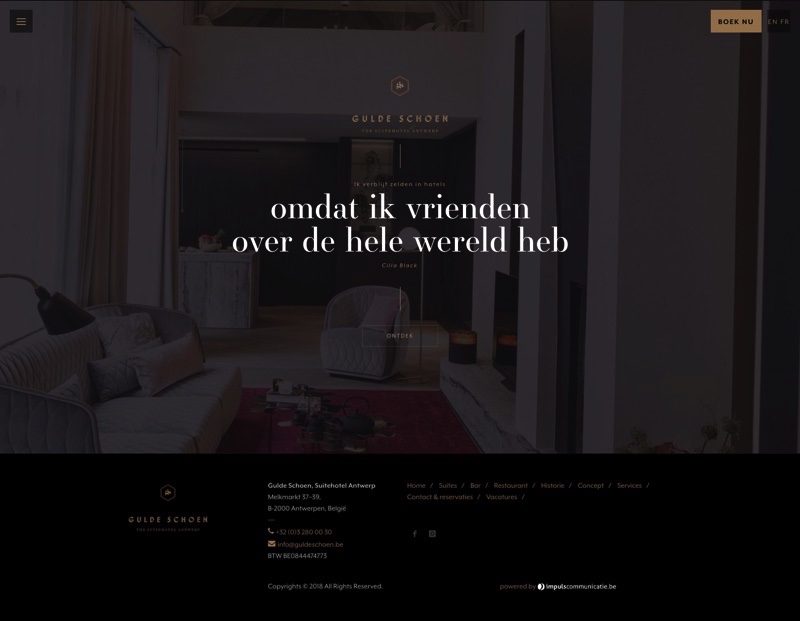 BOEK NU
EN FR
GULDE SCHOEN
THE SUITEHOTEL ANTWERP
Ik verblijf zelden in hotels
omdat ik vrienden
over de hele wereld heb
Cilla Black
ONTDEK
GULDE SCHOEN
THE SUITEHOTEL ANTWERP
Gulde Schoen, Suitehotel Antwerp
Melkmarkt 37-39,
B-2000 Antwerpen, België
+32 (0)3 280 00 30
info@guldeschoen.be
BTW BE0844474773
Home / Suites / Bar / Restaurant / Historie / Concept / Services /
Contact & reservaties / Vacatures /
Copyrights © 2018 All Rights Reserved.
powered by impulscommunicatie.be